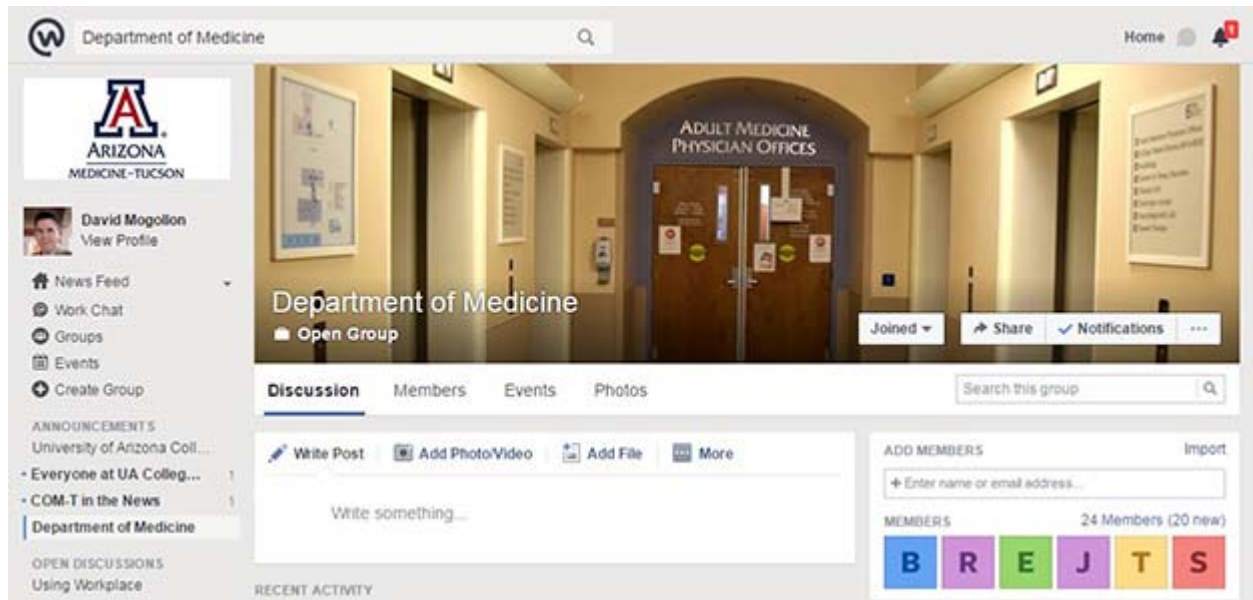 Department of Medicine
Home
1
A
ARIZONA
MEDICINE-TUCSON
David Mogollon
View Profile
News Feed
Work Chat
Groups
Events
Create Group
ANNOUNCEMENTS
University of Arizona Coll...
Everyone at UA Colleg... 1
COM-T in the News 1
Department of Medicine
OPEN DISCUSSIONS
Using Workplace
ADULT MEDICINE
PHYSICIAN OFFICES
Department of Medicine
Open Group
Joined
Share
Notifications
Discussion Members Events Photos
Search this group
Write Post Add Photo/Video Add File More
Write something...
RECENT ACTIVITY
ADD MEMBERS Import
+ Enter name or email address...
MEMBERS 24 Members (20 new)
B R E J T S